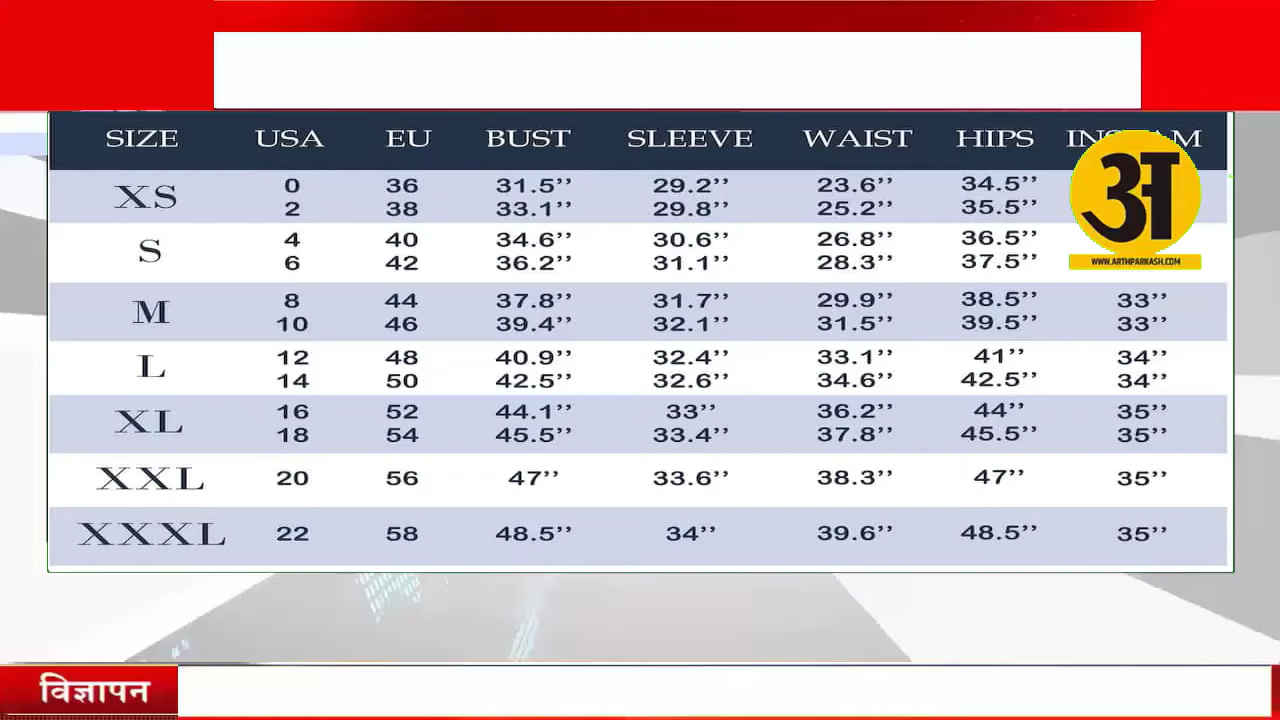 SIZE USA EU BUST SLEEVE WAIST HIPS
XS 0 36 31.5’’ 29.2’’ 23.6’’ 34.5’’
2 38 33.1’’ 29.8’’ 25.2’’ 35.5’’
S 4 40 34.6’’ 30.6’’ 26.8’’ 36.5’’
6 42 36.2’’ 31.1’’ 28.3’’ 37.5’’
M 8 44 37.8’’ 31.7’’ 29.9’’ 38.5’’ 33’’
10 46 39.4’’ 32.1’’ 31.5’’ 39.5’’ 33’’
L 12 48 40.9’’ 32.4’’ 33.1’’ 41’’ 34’’
14 50 42.5’’ 32.6’’ 34.6’’ 42.5’’ 34’’
XL 16 52 44.1’’ 33’’ 36.2’’ 44’’ 35’’
18 54 45.5’’ 33.4’’ 37.8’’ 45.5’’ 35’’
XXL 20 56 47’’ 33.6’’ 38.3’’ 47’’ 35’’
XXXL 22 58 48.5’’ 34’’ 39.6’’ 48.5’’ 35’’
अ
WWW.ARTHPARKASH.COM
विज्ञापन